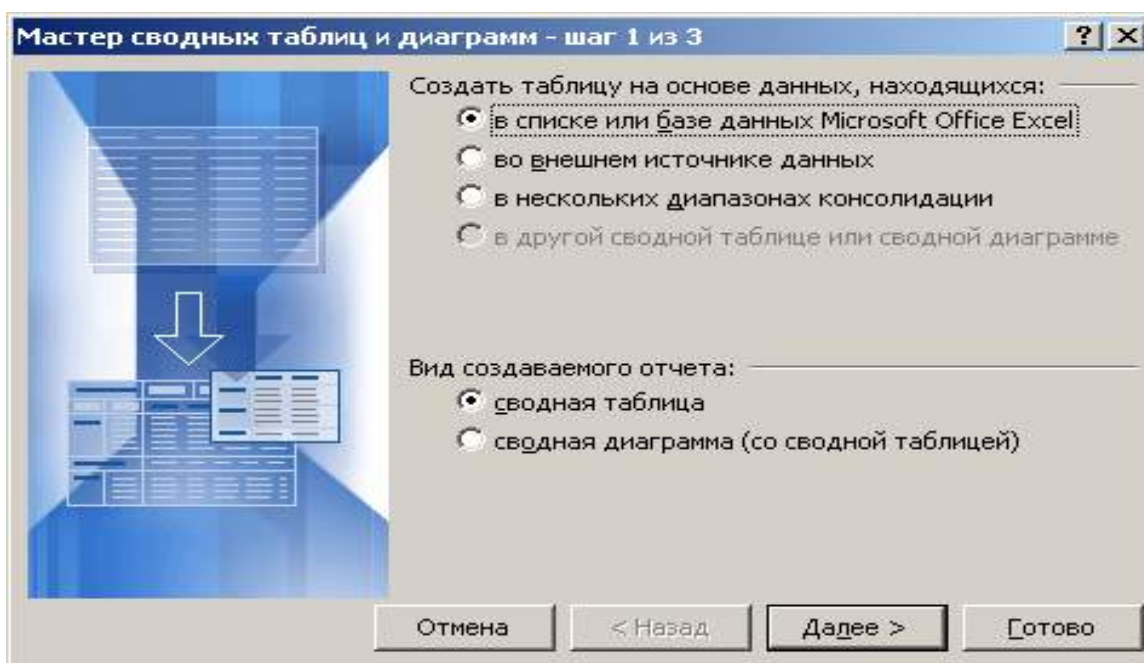 Мастер сводных таблиц и диаграмм - шаг 1 из 3
Создать таблицу на основе данных, находящихся:
в списке или базе данных Microsoft Office Excel
во внешнем источнике данных
в нескольких диапазонах консолидации
в другой сводной таблице или сводной диаграмме
Вид создаваемого отчета:
сводная таблица
сводная диаграмма (со сводной таблицей)
Отмена < Назад Далее > Готово